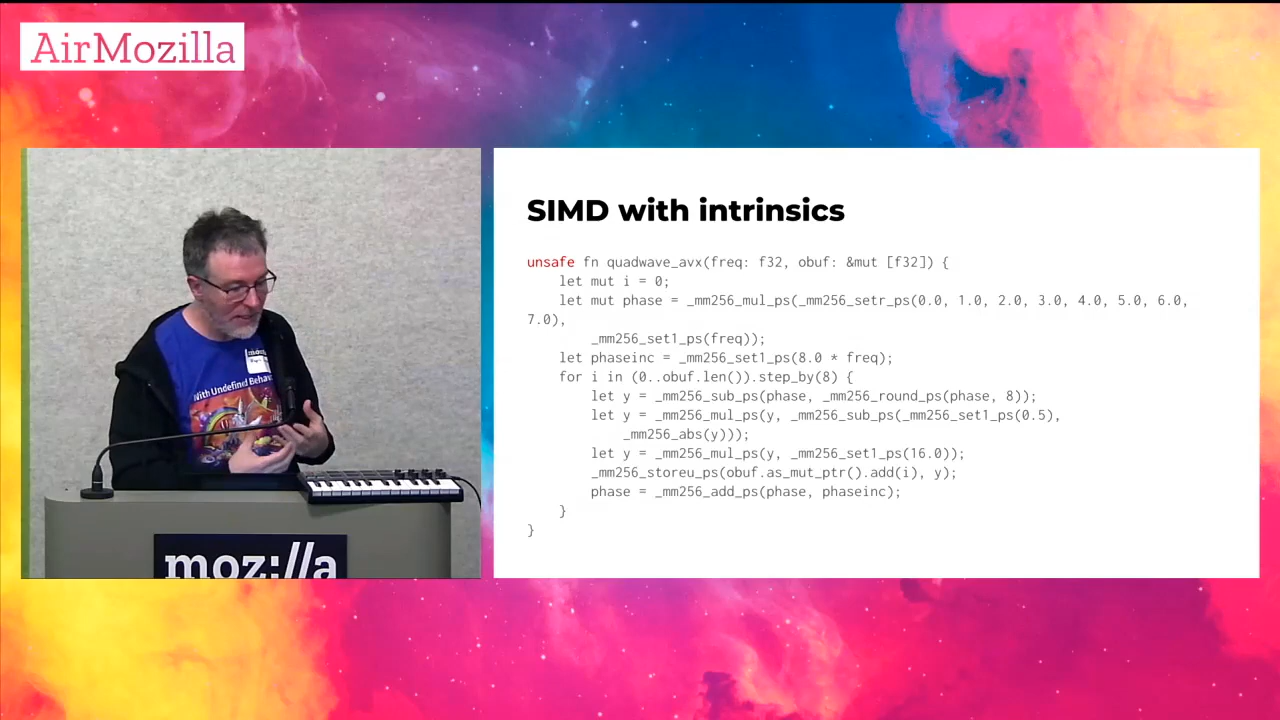 AirMozilla
SIMD with intrinsics
unsafe fn quadwave_avx(freq: f32, obuf: &mut [f32]) {
let mut i = 0;
let mut phase = _mm256_mul_ps(_mm256_setr_ps(0.0, 1.0, 2.0, 3.0, 4.0, 5.0, 6.0,
7.0),
_mm256_set1_ps(freq));
let phaseinc = _mm256_set1_ps(8.0 * freq);
for i in (0..obuf.len()).step_by(8) {
let y = _mm256_sub_ps(phase, _mm256_round_ps(phase, 8));
let y = _mm256_mul_ps(y, _mm256_sub_ps(_mm256_set1_ps(0.5),
_mm256_abs(y)));
let y = _mm256_mul_ps(y, _mm256_set1_ps(16.0));
_mm256_storeu_ps(obuf.as_mut_ptr().add(i), y);
phase = _mm256_add_ps(phase, phaseinc);
}
}
With Undefined
moz://a